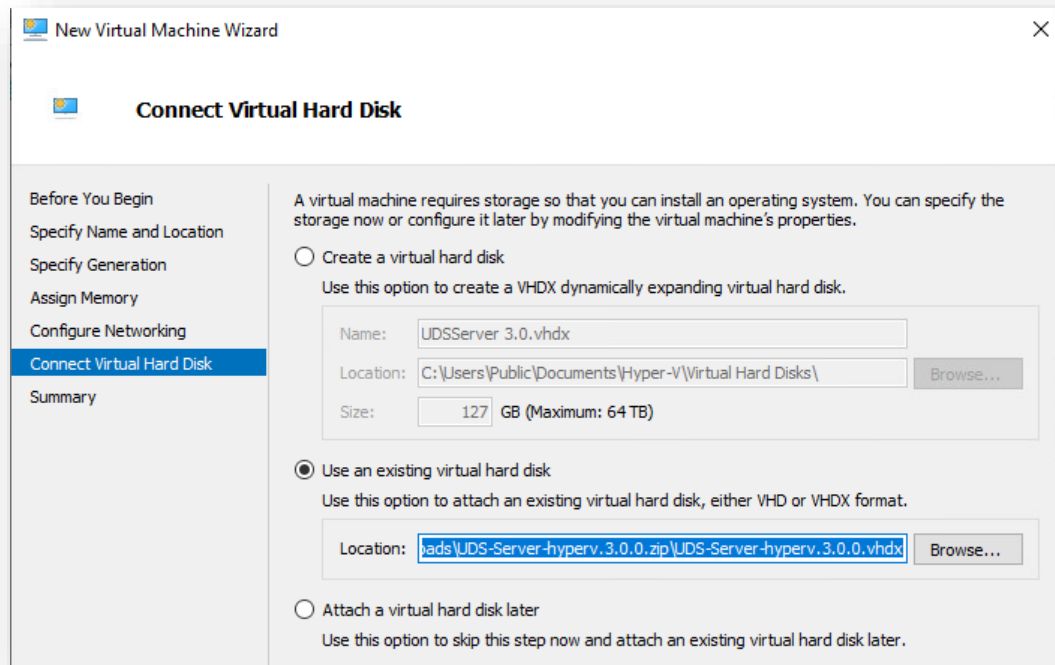 New Virtual Machine Wizard
Connect Virtual Hard Disk
Before You Begin
Specify Name and Location
Specify Generation
Assign Memory
Configure Networking
Connect Virtual Hard Disk
Summary
A virtual machine requires storage so that you can install an operating system. You can specify the
storage now or configure it later by modifying the virtual machine's properties.
Create a virtual hard disk
Use this option to create a VHDX dynamically expanding virtual hard disk.
Name: UDSServer 3.0.vhdx
Location: C:\Users\Public\Documents\Hyper-V\Virtual Hard Disks\ Browse...
Size: 127 GB (Maximum: 64 TB)
Use an existing virtual hard disk
Use this option to attach an existing virtual hard disk, either VHD or VHDX format.
Location: oads\UDS-Server-hyperv.3.0.0.zip\UDS-Server-hyperv.3.0.0.vhdx Browse...
Attach a virtual hard disk later
Use this option to skip this step now and attach an existing virtual hard disk later.